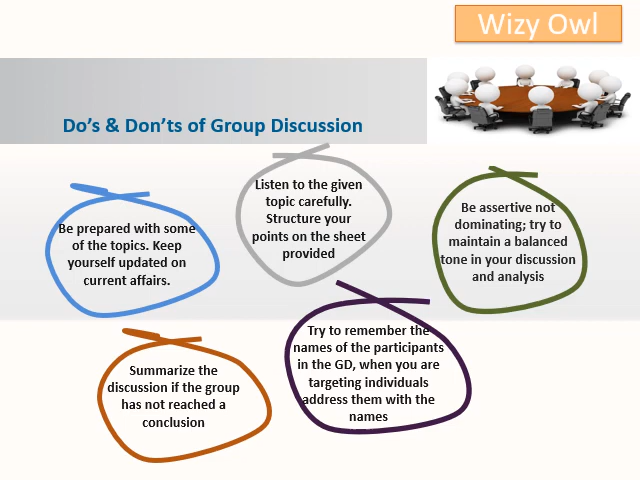 Wizy Owl
Do's & Don'ts of Group Discussion
Be prepared with some
of the topics. Keep
yourself updated on
current affairs.
Listen to the given
topic carefully.
Structure your
points on the sheet
provided
Be assertive not
dominating; try to
maintain a balanced
tone in your discussion
and analysis
Summarize the
discussion if the group
has not reached a
conclusion
Try to remember the
names of the participants
in the GD, when you are
targeting individuals
address them with the
names